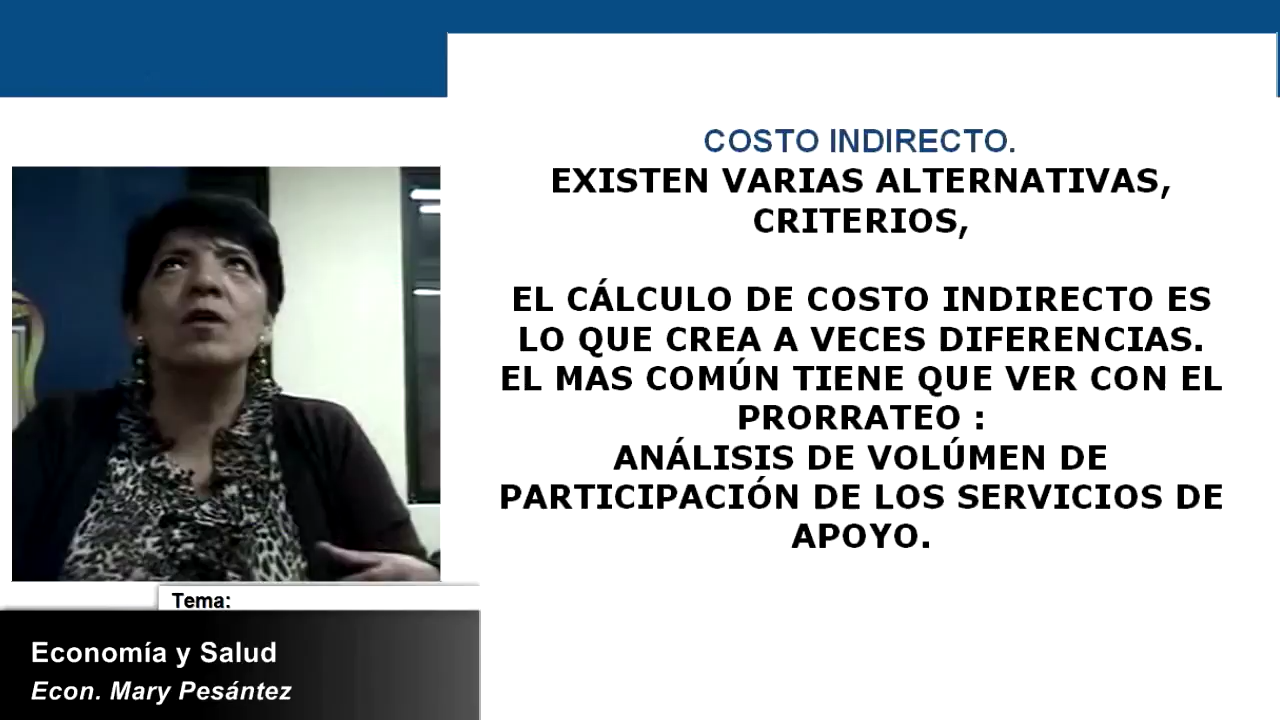 COSTO INDIRECTO.
EXISTEN VARIAS ALTERNATIVAS,
CRITERIOS,
EL CÁLCULO DE COSTO INDIRECTO ES
LO QUE CREA A VECES DIFERENCIAS.
EL MAS COMÚN TIENE QUE VER CON EL
PRORRATEO :
ANÁLISIS DE VOLÚMEN DE
PARTICIPACIÓN DE LOS SERVICIOS DE
APOYO.
Tema:
Economía y Salud
Econ. Mary Pesántez